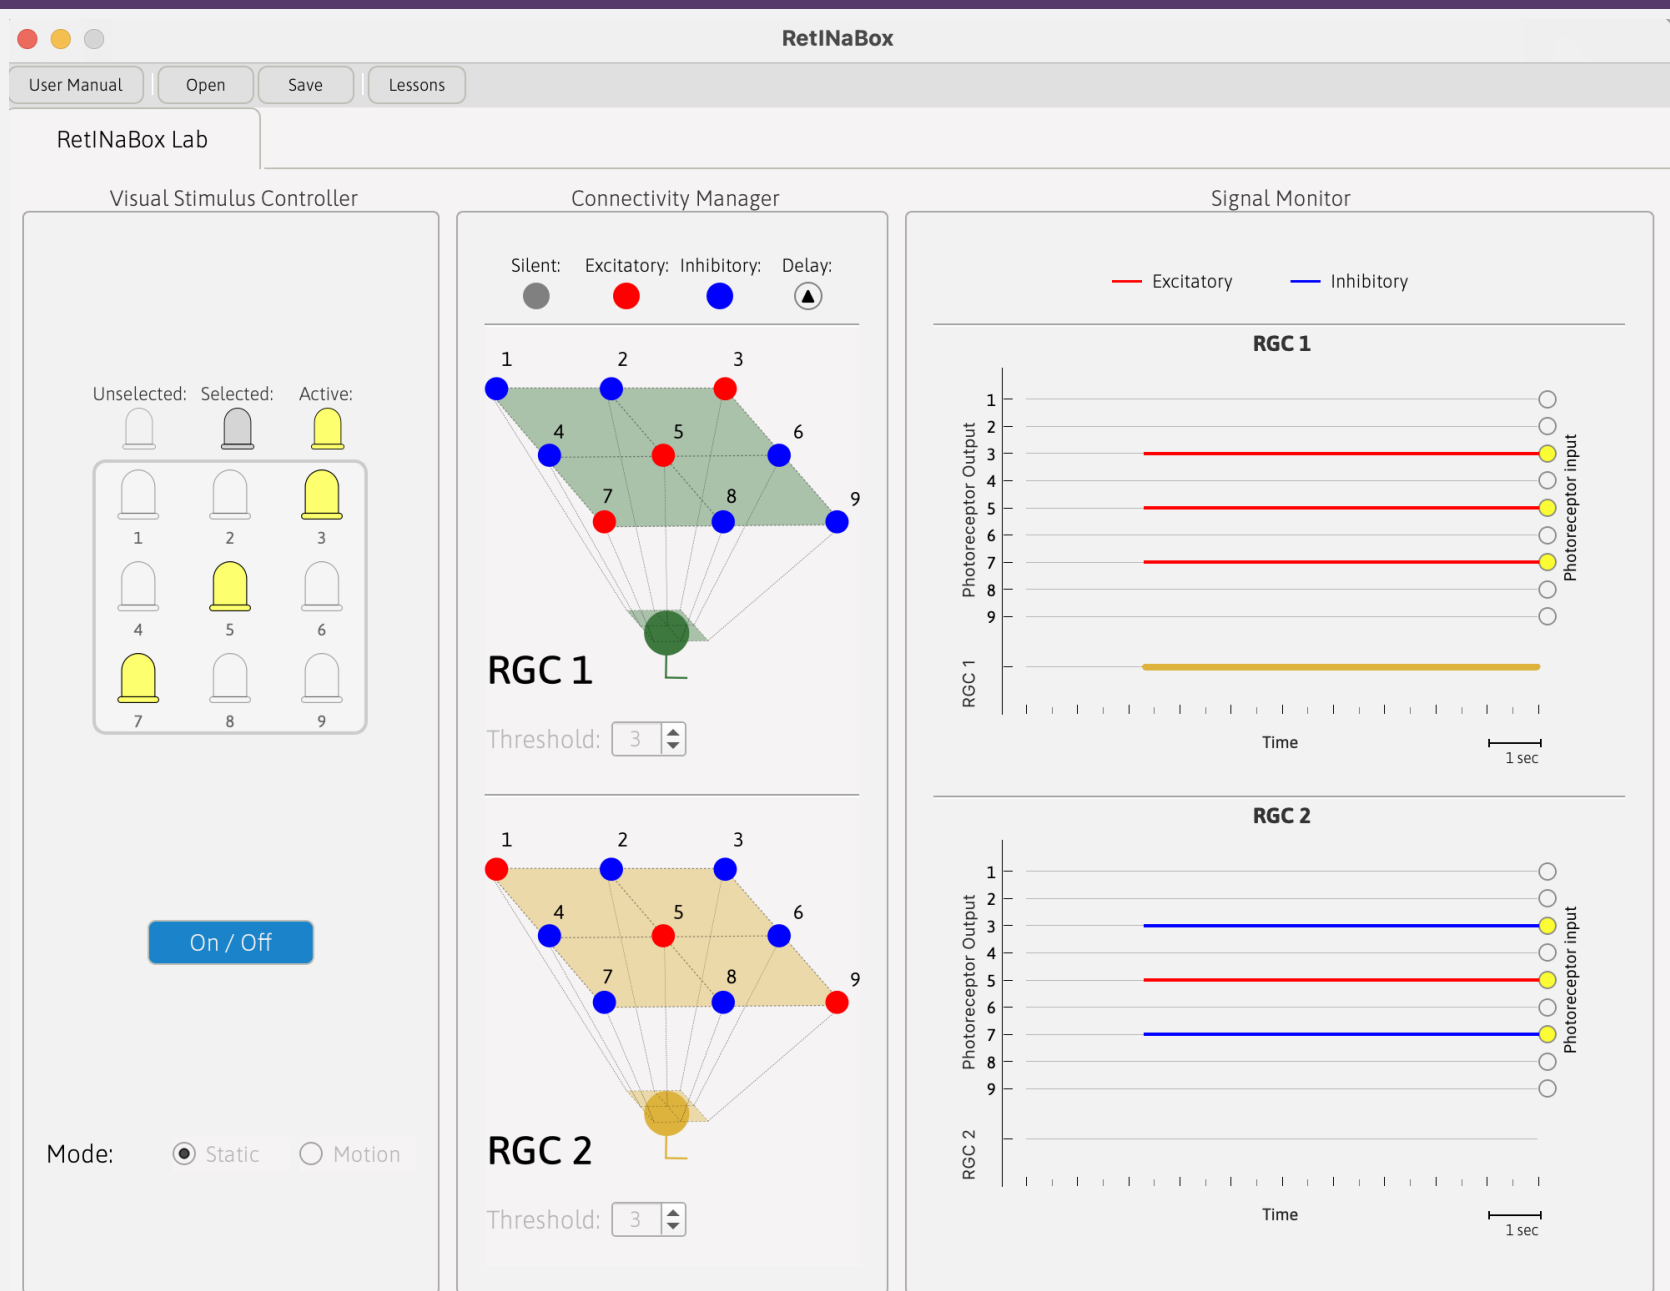 RetINaBox
User Manual Open Save Lessons
RetINaBox Lab
Visual Stimulus Controller
Unselected: Selected: Active:
1 2 3
4 5 6
7 8 9
On / Off
Mode: Static Motion
Connectivity Manager
Silent: Excitatory: Inhibitory: Delay:
1 2 3
4 5 6
7 8 9
RGC 1
Threshold: 3
1 2 3
4 5 6
7 8 9
RGC 2
Threshold: 3
Signal Monitor
Excitatory Inhibitory
RGC 1
Photoreceptor Output
1
2
3
4
5
6
7
8
9
Photoreceptor input
RGC 1
Time
1 sec
RGC 2
Photoreceptor Output
1
2
3
4
5
6
7
8
9
Photoreceptor input
RGC 2
Time
1 sec